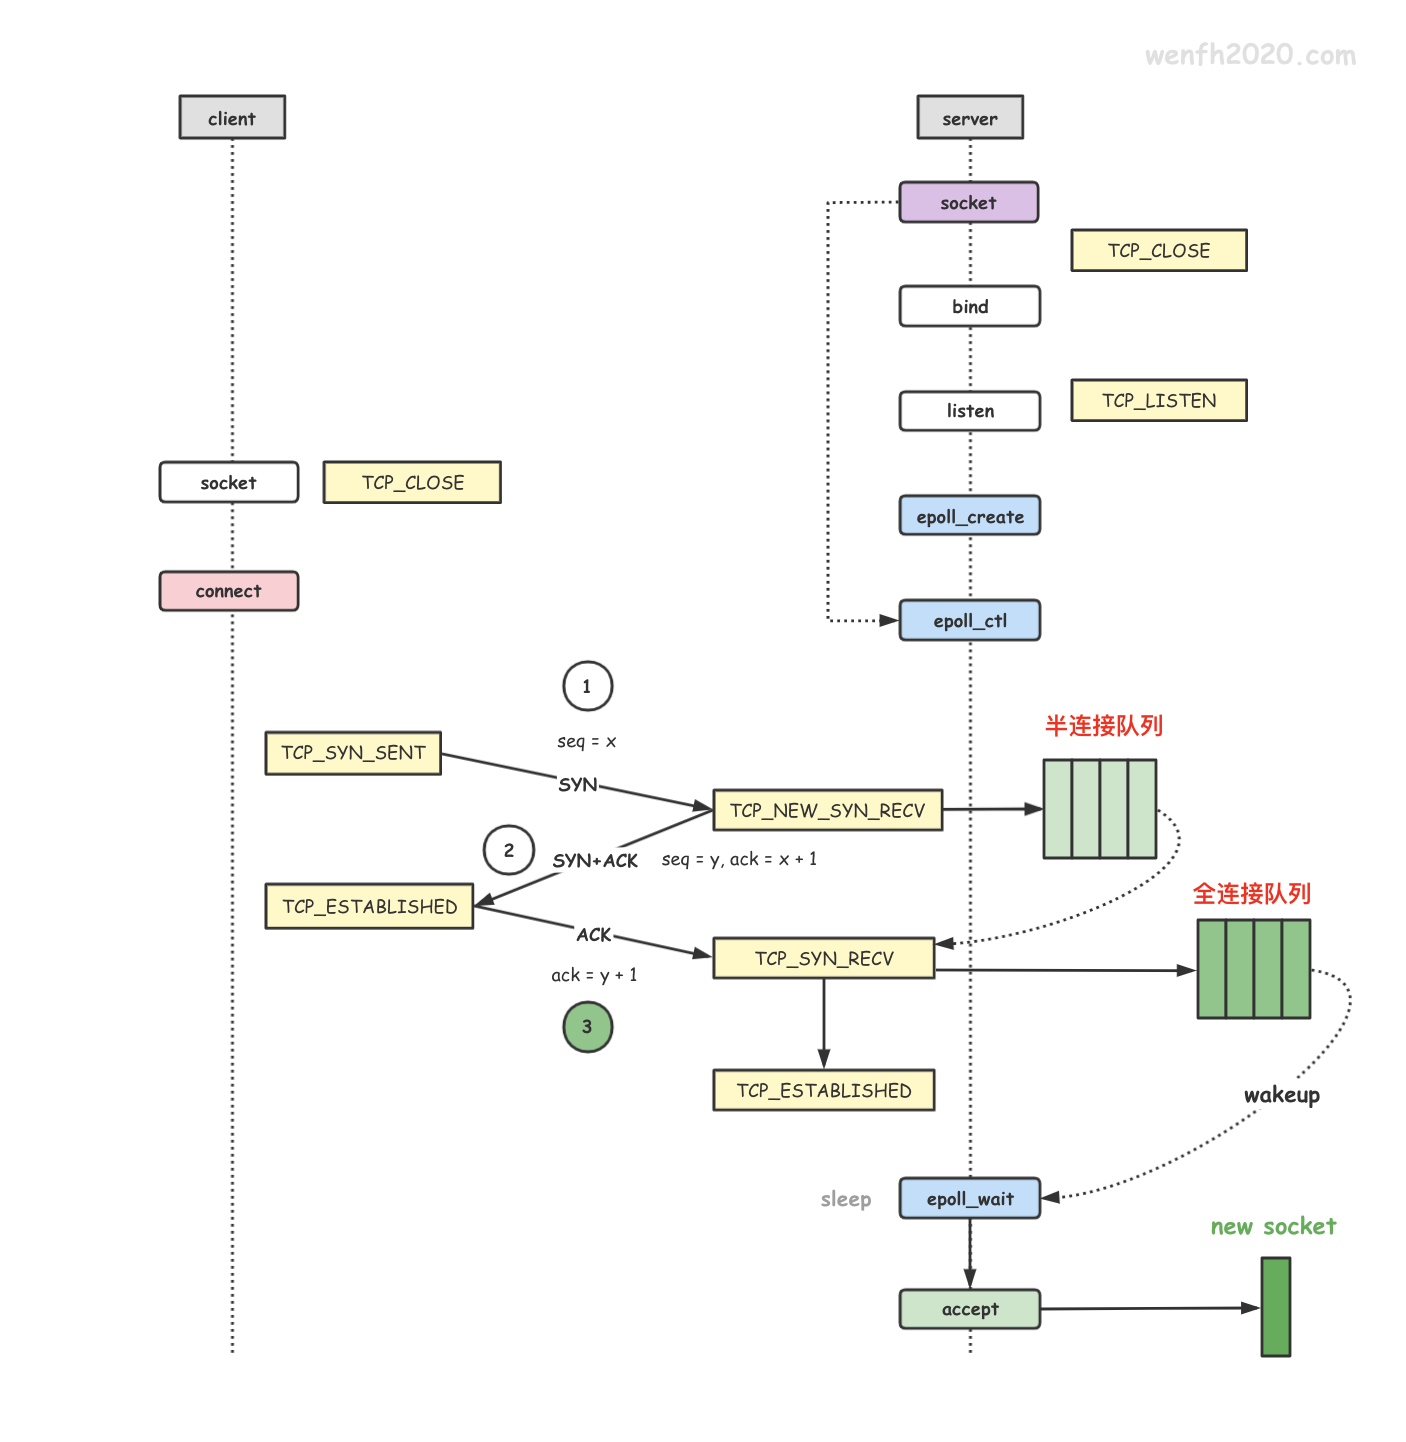 wenfh2020.com
client
server
socket
TCP_CLOSE
bind
TCP_LISTEN
listen
socket
TCP_CLOSE
epoll_create
connect
epoll_ctl
1
半连接队列
seq = x
TCP_SYN_SENT
SYN
TCP_NEW_SYN_RECV
2
SYN+ACK
seq = y, ack = x + 1
全连接队列
TCP_ESTABLISHED
ACK
TCP_SYN_RECV
ack = y + 1
3
TCP_ESTABLISHED
wakeup
sleep
epoll_wait
new socket
accept